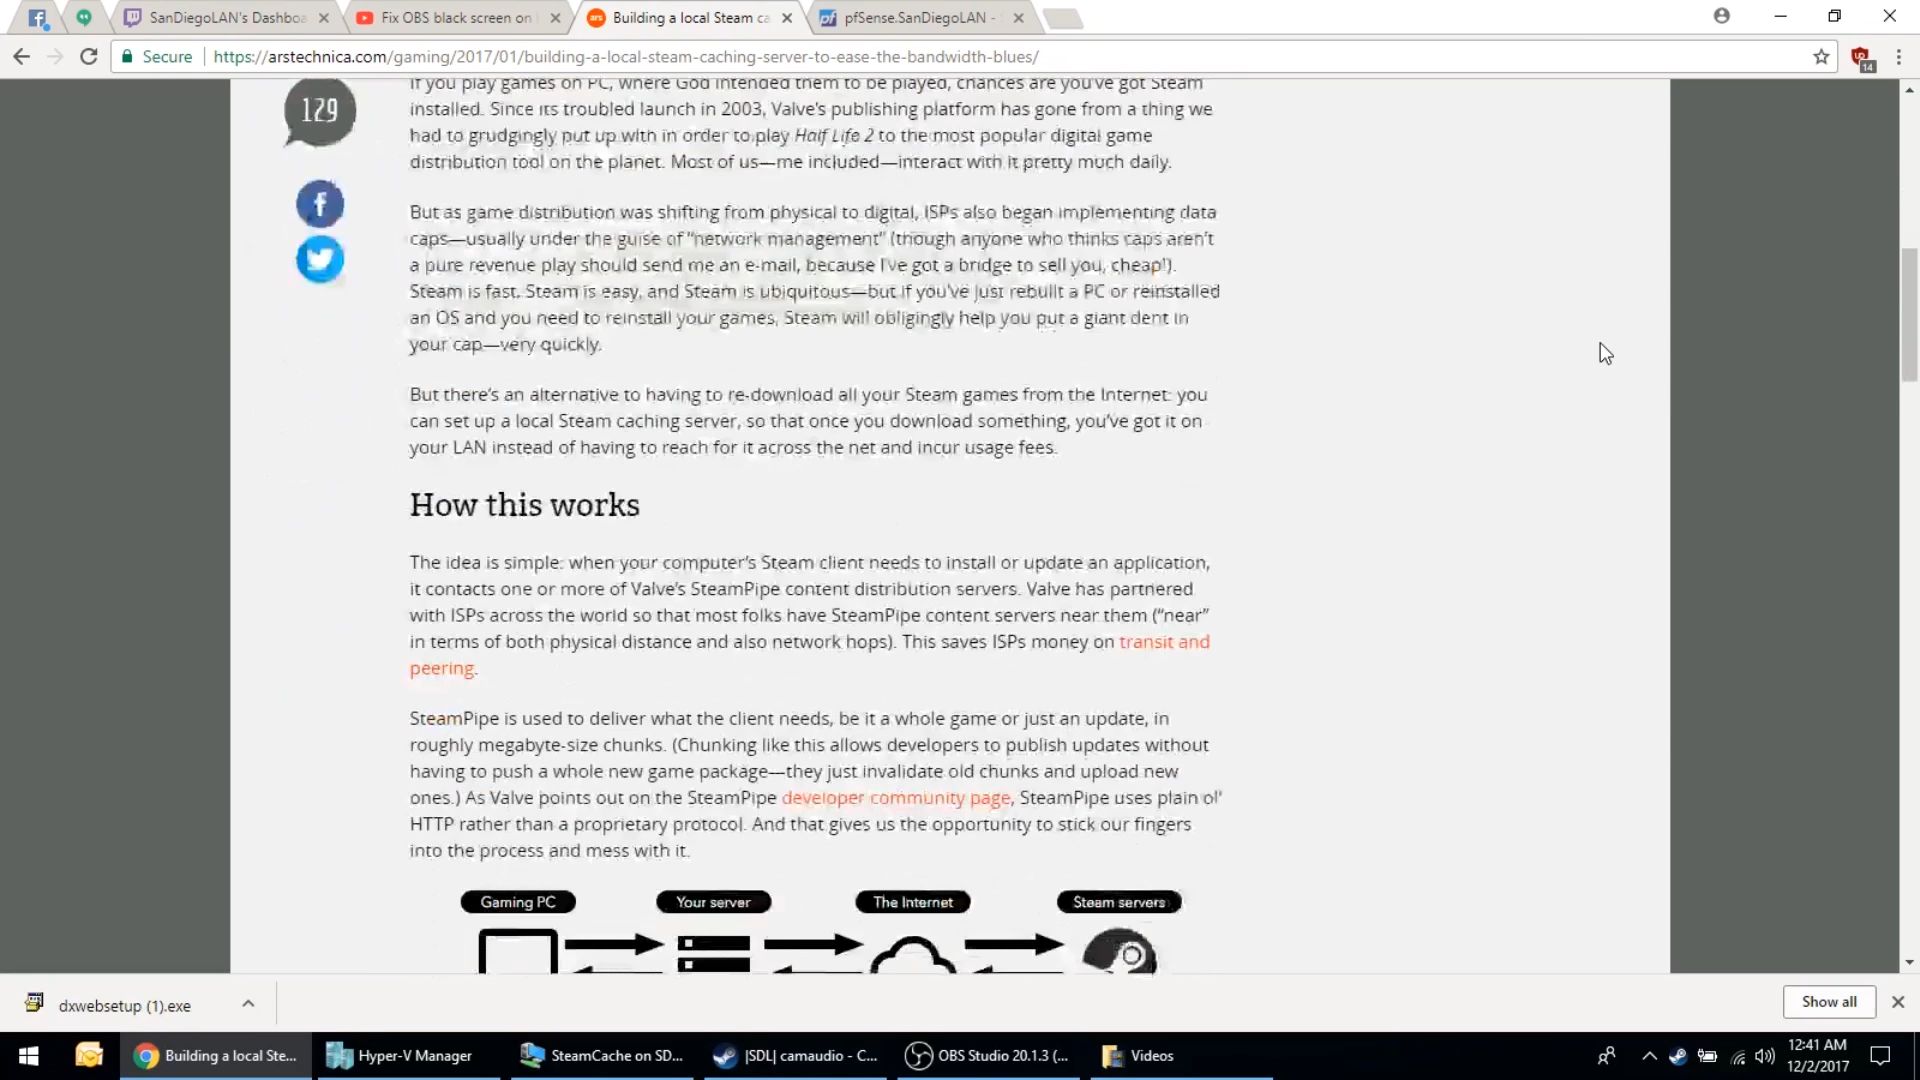 SanDiegoLAN's Dashboa
Fix OBS black screen on
Building a local Steam ca
pfSense.SanDiegoLAN -
Secure
https://arstechnica.com/gaming/2017/01/building-a-local-steam-caching-server-to-ease-the-bandwidth-blues/
14
129
If you play games on PC, where God intended them to be played, chances are you've got Steam
installed. Since its troubled launch in 2003, Valve's publishing platform has gone from a thing we
had to grudgingly put up with in order to play Half Life 2 to the most popular digital game
distribution tool on the planet. Most of us—me included—interact with it pretty much daily.
But as game distribution was shifting from physical to digital, ISPs also began implementing data
caps—usually under the guise of "network management" (though anyone who thinks caps aren't
a pure revenue play should send me an e-mail, because I've got a bridge to sell you, cheap!).
Steam is fast, Steam is easy, and Steam is ubiquitous—but if you've just rebuilt a PC or reinstalled
an OS and you need to reinstall your games, Steam will obligingly help you put a giant dent in
your cap—very quickly.
But there's an alternative to having to re-download all your Steam games from the Internet: you
can set up a local Steam caching server, so that once you download something, you've got it on
your LAN instead of having to reach for it across the net and incur usage fees.
How this works
The idea is simple: when your computer's Steam client needs to install or update an application,
it contacts one or more of Valve's SteamPipe content distribution servers. Valve has partnered
with ISPs across the world so that most folks have SteamPipe content servers near them ("near"
in terms of both physical distance and also network hops). This saves ISPs money on transit and
peering.
SteamPipe is used to deliver what the client needs, be it a whole game or just an update, in
roughly megabyte-size chunks. (Chunking like this allows developers to publish updates without
having to push a whole new game package—they just invalidate old chunks and upload new
ones.) As Valve points out on the SteamPipe developer community page, SteamPipe uses plain ol'
HTTP rather than a proprietary protocol. And that gives us the opportunity to stick our fingers
into the process and mess with it.
Gaming PC
Your server
The Internet
Steam servers
dxwebsetup (1).exe
Show all
Building a local Ste...
Hyper-V Manager
SteamCache on SD...
|SDL| camaudio - C...
OBS Studio 20.1.3 (...
Videos
12:41 AM
12/2/2017